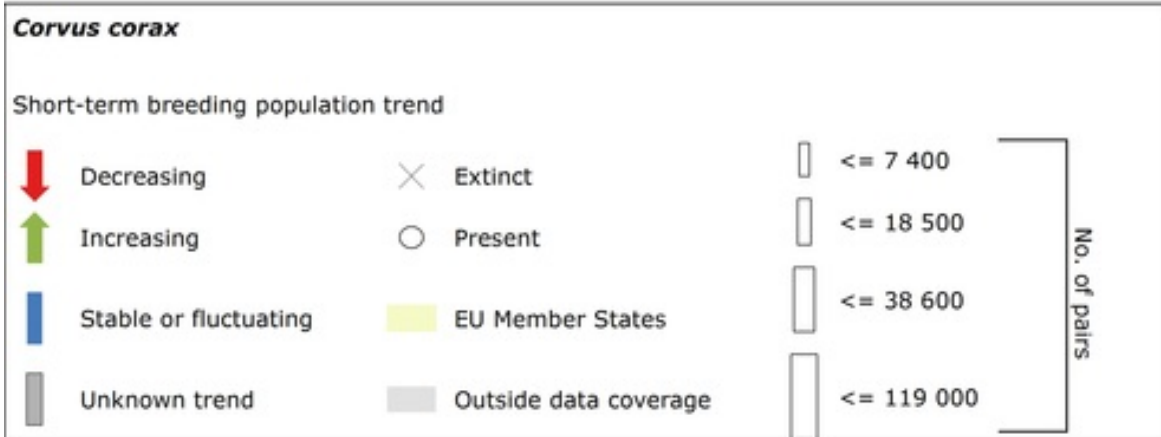 Corvus corax
Short-term breeding population trend
Decreasing
Extinct
<= 7 400
Increasing
Present
<= 18 500
Stable or fluctuating
EU Member States
<= 38 600
Unknown trend
Outside data coverage
<= 119 000
No. of pairs